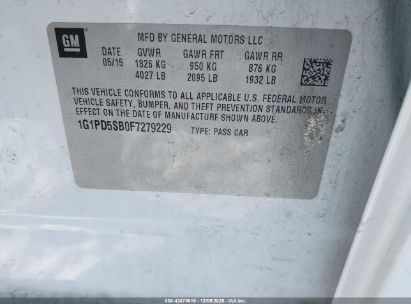 GM
MFD BY GENERAL MOTORS LLC
DATE GVWR GAWR FRT GAWR RR
05/15 1826 KG 950 KG 876 KG
4027 LB 2095 LB 1932 LB
THIS VEHICLE CONFORMS TO ALL APPLICABLE U.S. FEDERAL MOTOR
VEHICLE SAFETY, BUMPER, AND THEFT PREVENTION STANDARDS IN
EFFECT ON THE DATE OF MANUFACTURE SHOWN ABOVE.
1G1PD5SB0F7279229 TYPE: PASS CAR